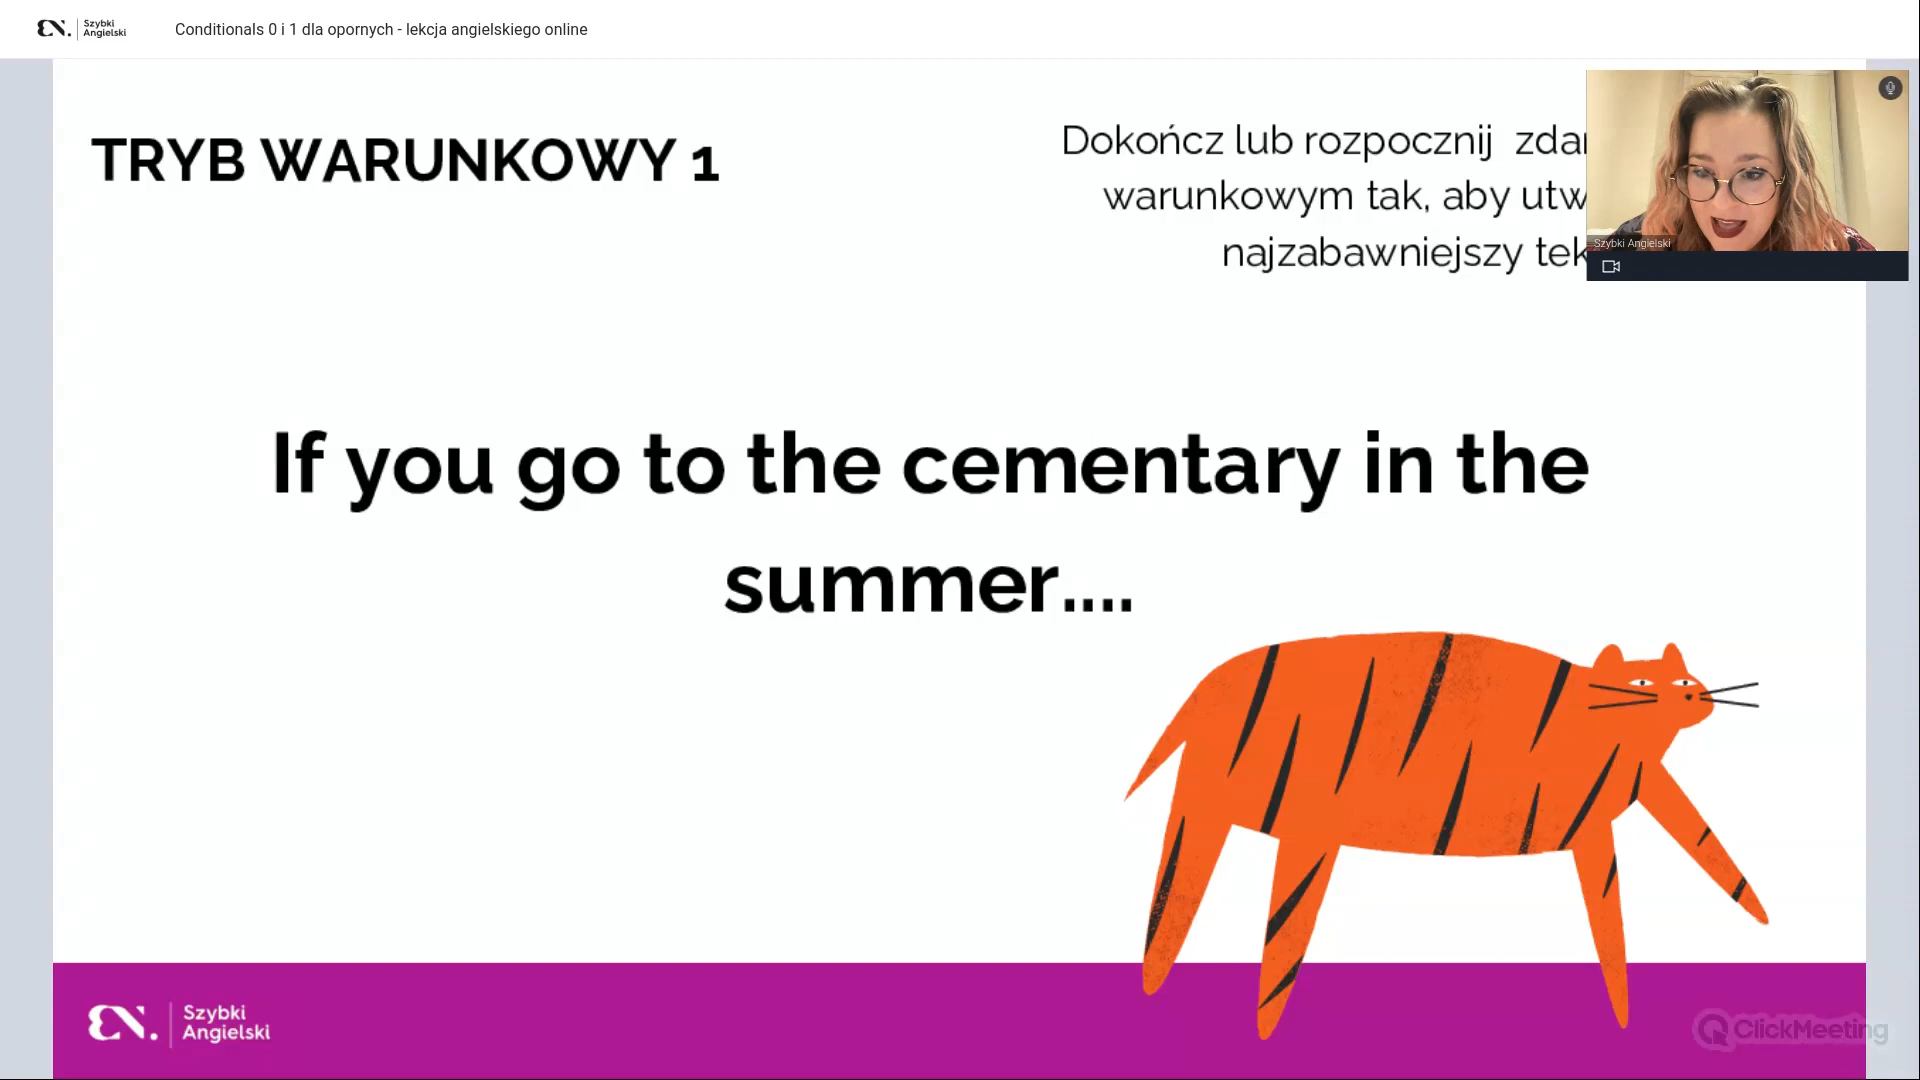 Szybki
Angielski
Conditionals 0 i 1 dla opornych - lekcja angielskiego online
TRYB WARUNKOWY 1
Dokończ lub rozpocznij zdan
warunkowym tak, aby utw
najzabawniejszy tek
Szybki Angielski
If you go to the cementary in the
summer....
Szybki
Angielski
ClickMeeting